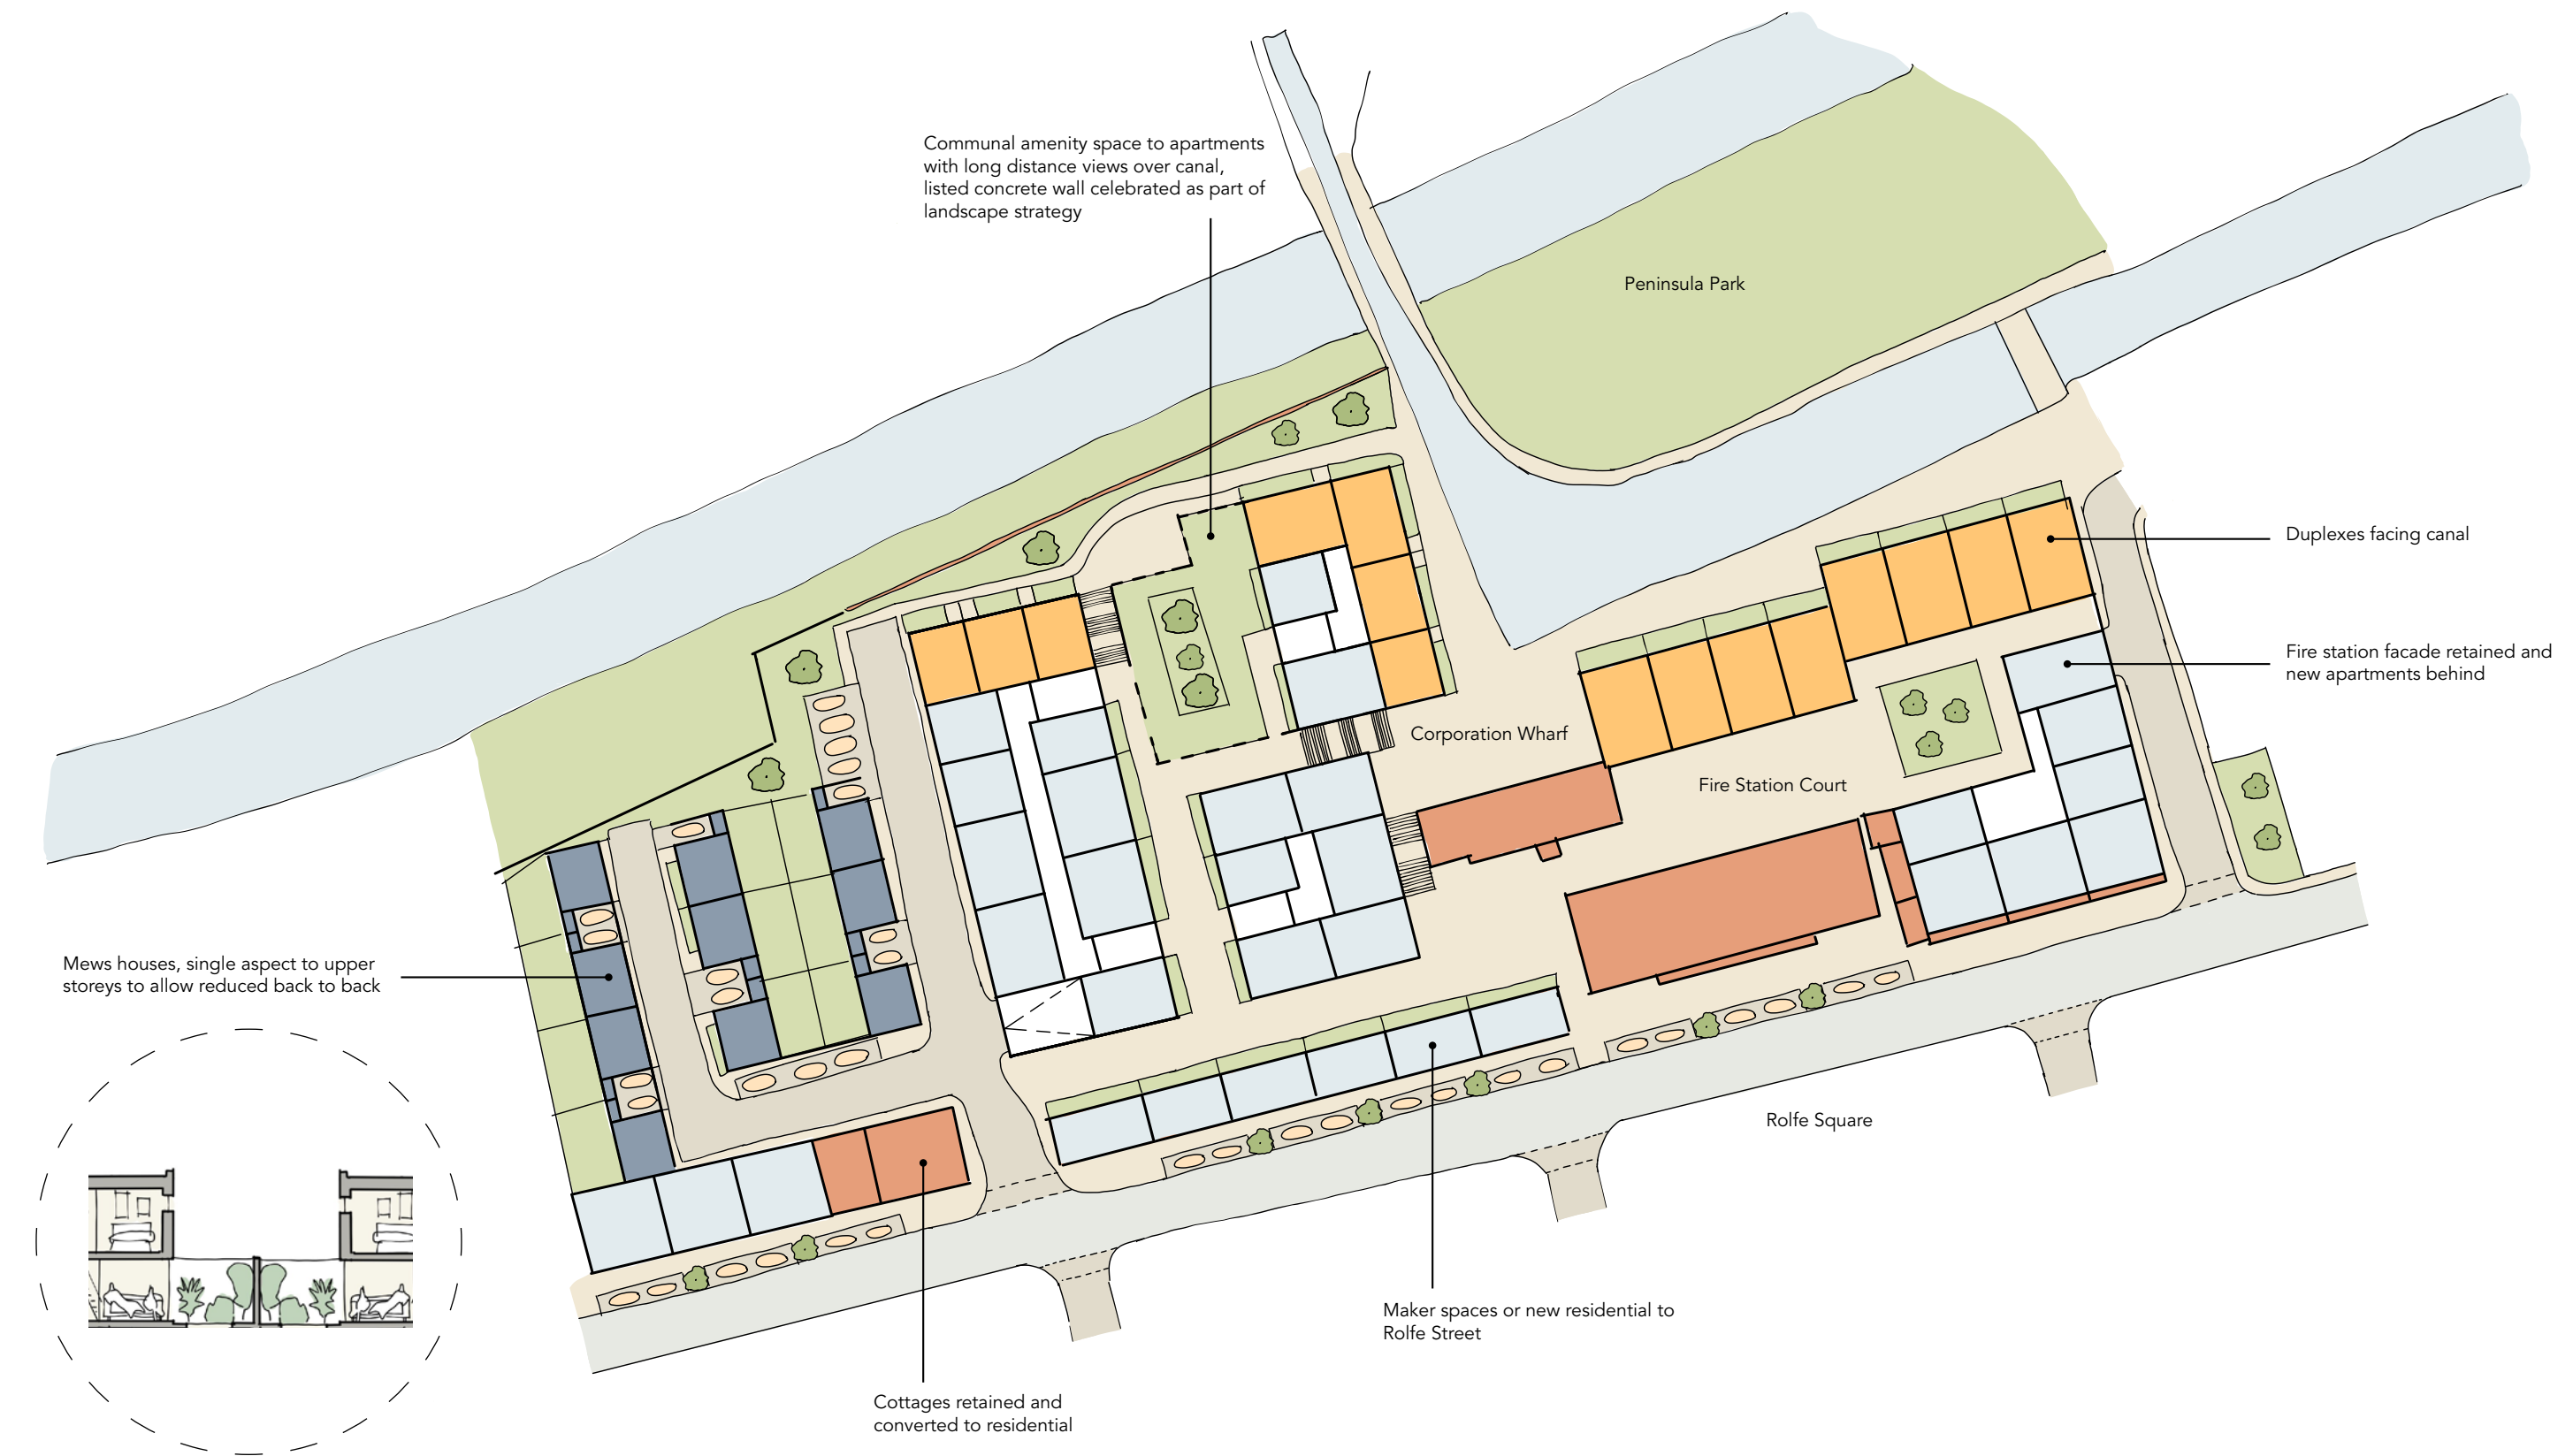 Communal amenity space to apartments
with long distance views over canal,
listed concrete wall celebrated as part of
landscape strategy
Peninsula Park
Duplexes facing canal
Fire station facade retained and
new apartments behind
Corporation Wharf
Fire Station Court
Mews houses, single aspect to upper
storeys to allow reduced back to back
Rolfe Square
Maker spaces or new residential to
Rolfe Street
Cottages retained and
converted to residential